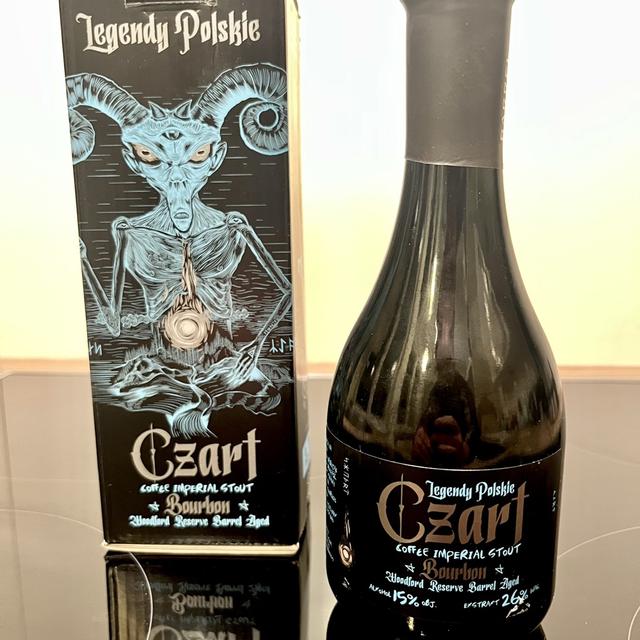 Legendy Polskie
Czart
COFFEE IMPERIAL STOUT
Bourbon
Woodford Reserve Barrel Aged
Legendy Polskie
Czart
COFFEE IMPERIAL STOUT
Bourbon
Woodford Reserve Barrel Aged
ALKOHOL 15% OBJ. EKSTRAKT 26% WAG.